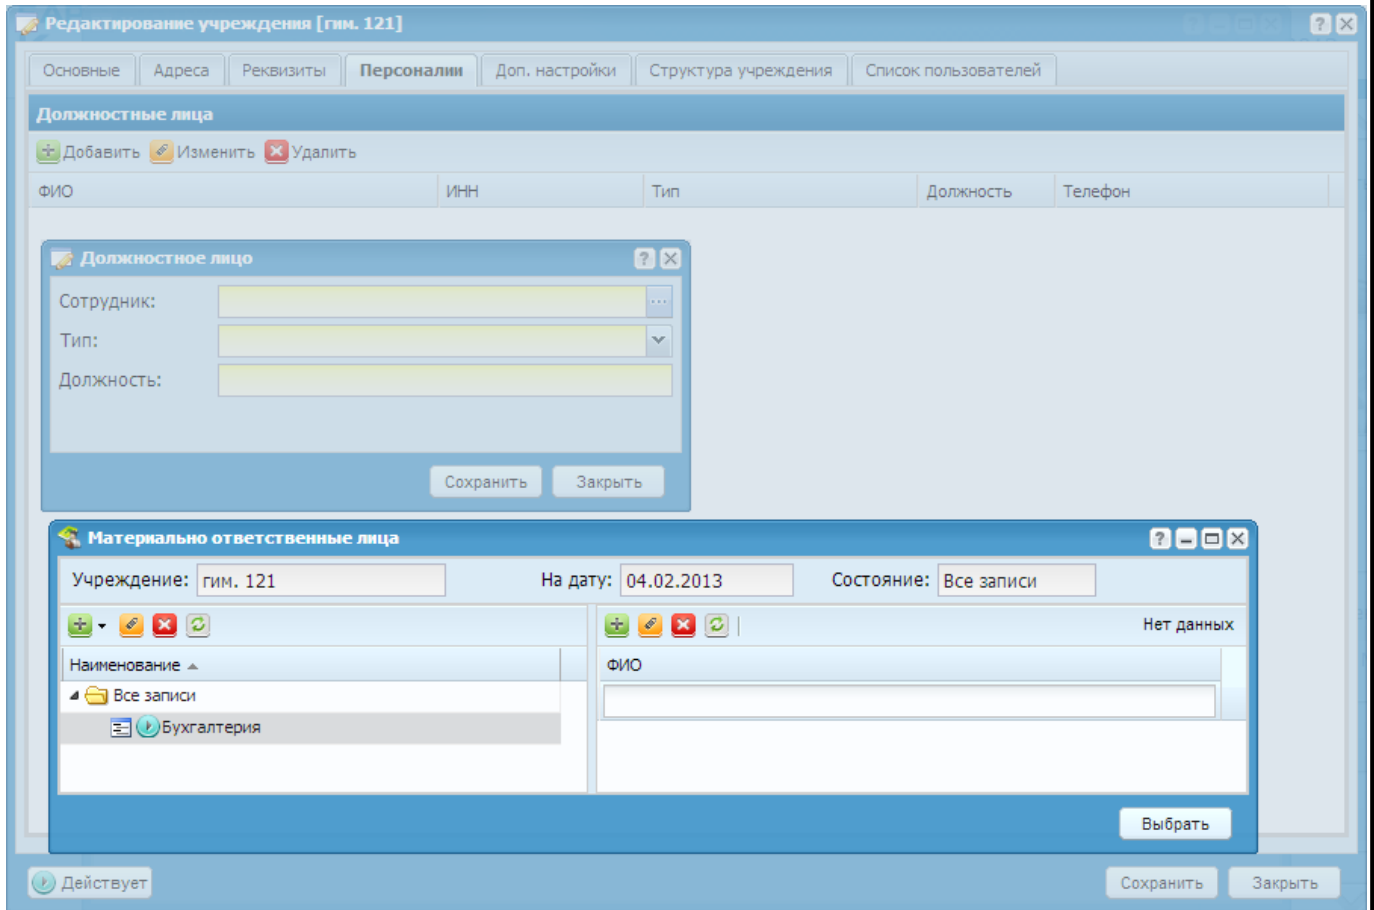 Редактирование учреждения [гим. 121]
Основные Адреса Реквизиты Персоналии Доп. настройки Структура учреждения Список пользователей
Должностные лица
Добавить Изменить Удалить
ФИО ИНН Тип Должность Телефон
Должностное лицо
Сотрудник:
Тип:
Должность:
Сохранить Закрыть
Материально ответственные лица
Учреждение: гим. 121 На дату: 04.02.2013 Состояние: Все записи
Нет данных
Наименование ФИО
Все записи
Бухгалтерия
Выбрать
Действует Сохранить Закрыть